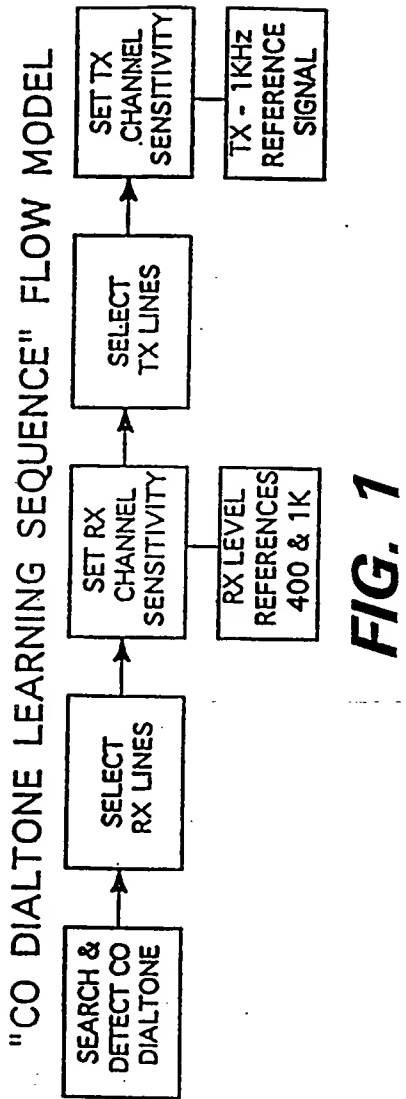 "CO DIALTONE LEARNING SEQUENCE" FLOW MODEL
SEARCH &
DETECT CO
DIALTONE
SELECT
RX LINES
SET RX
CHANNEL
SENSITIVITY
RX LEVEL
REFERENCES
400 & 1K
SELECT
TX LINES
SET TX
CHANNEL
SENSITIVITY
TX - 1KHz
REFERENCE
SIGNAL
FIG. 1